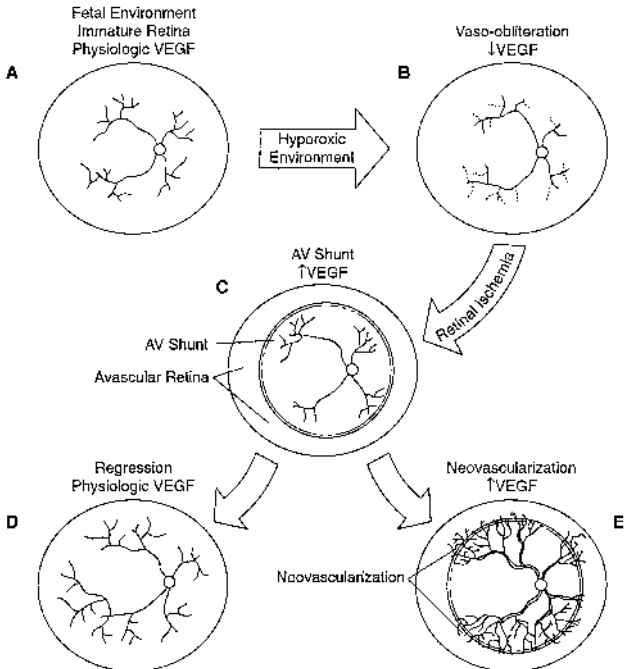 Fetal Environment
Immature Retina
Physiologic VEGF
A
Hyporoxic
Environment
Vaso-obliteration
↓VEGF
B
Retinal Ischemia
AV Shunt
↑VEGF
C
AV Shunt
Avascular Retina
Regression
Physiologic VEGF
D
Neovascularization
↑VEGF
E
Neovascularization